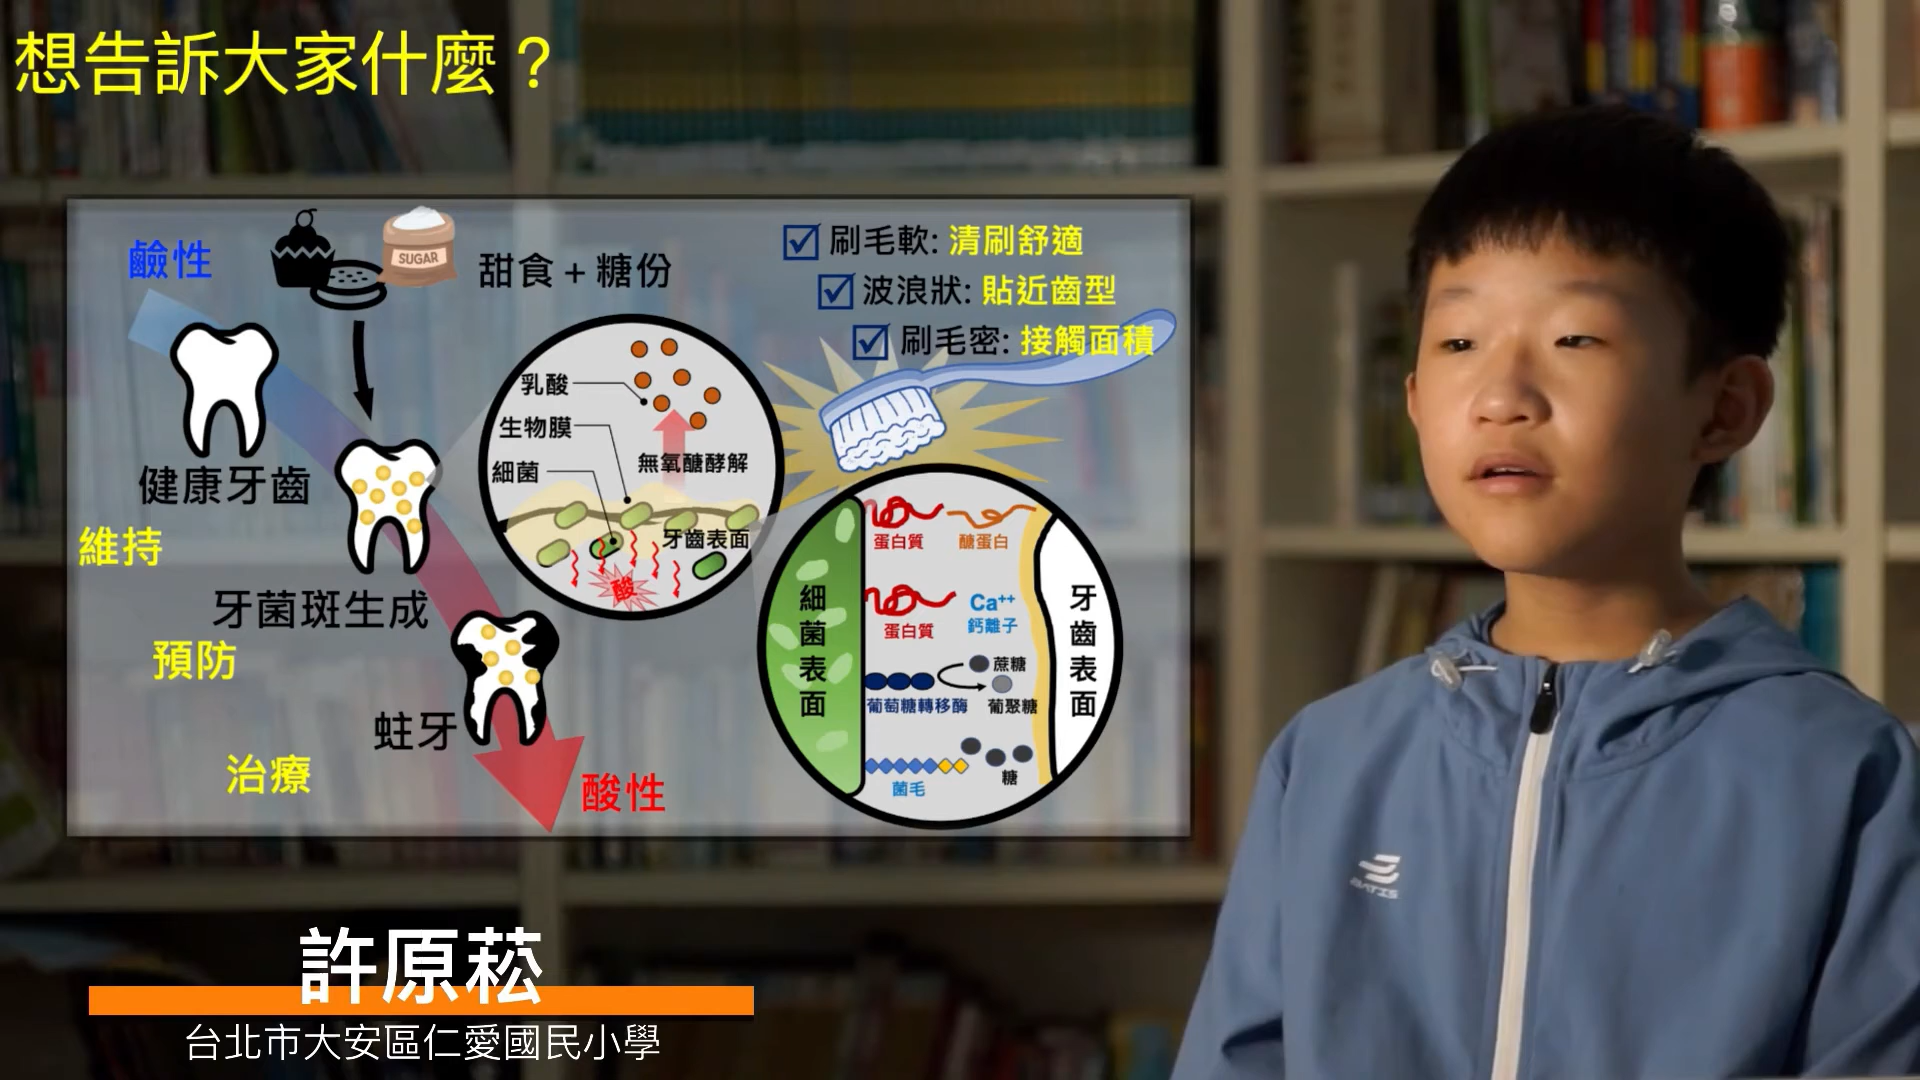 想告訴大家什麼？
鹼性
SUGAR
甜食 + 糖份
刷毛軟: 清刷舒適
波浪狀: 貼近齒型
刷毛密: 接觸面積
乳酸
生物膜
細菌
無氧醣酵解
牙齒表面
酸
健康牙齒
維持
牙菌斑生成
預防
蛀牙
治療
酸性
細菌表面
蛋白質
醣蛋白
蛋白質
Ca++
鈣離子
蔗糖
葡萄糖轉移酶
葡聚糖
糖
菌毛
牙齒表面
許原菘
台北市大安區仁愛國民小學